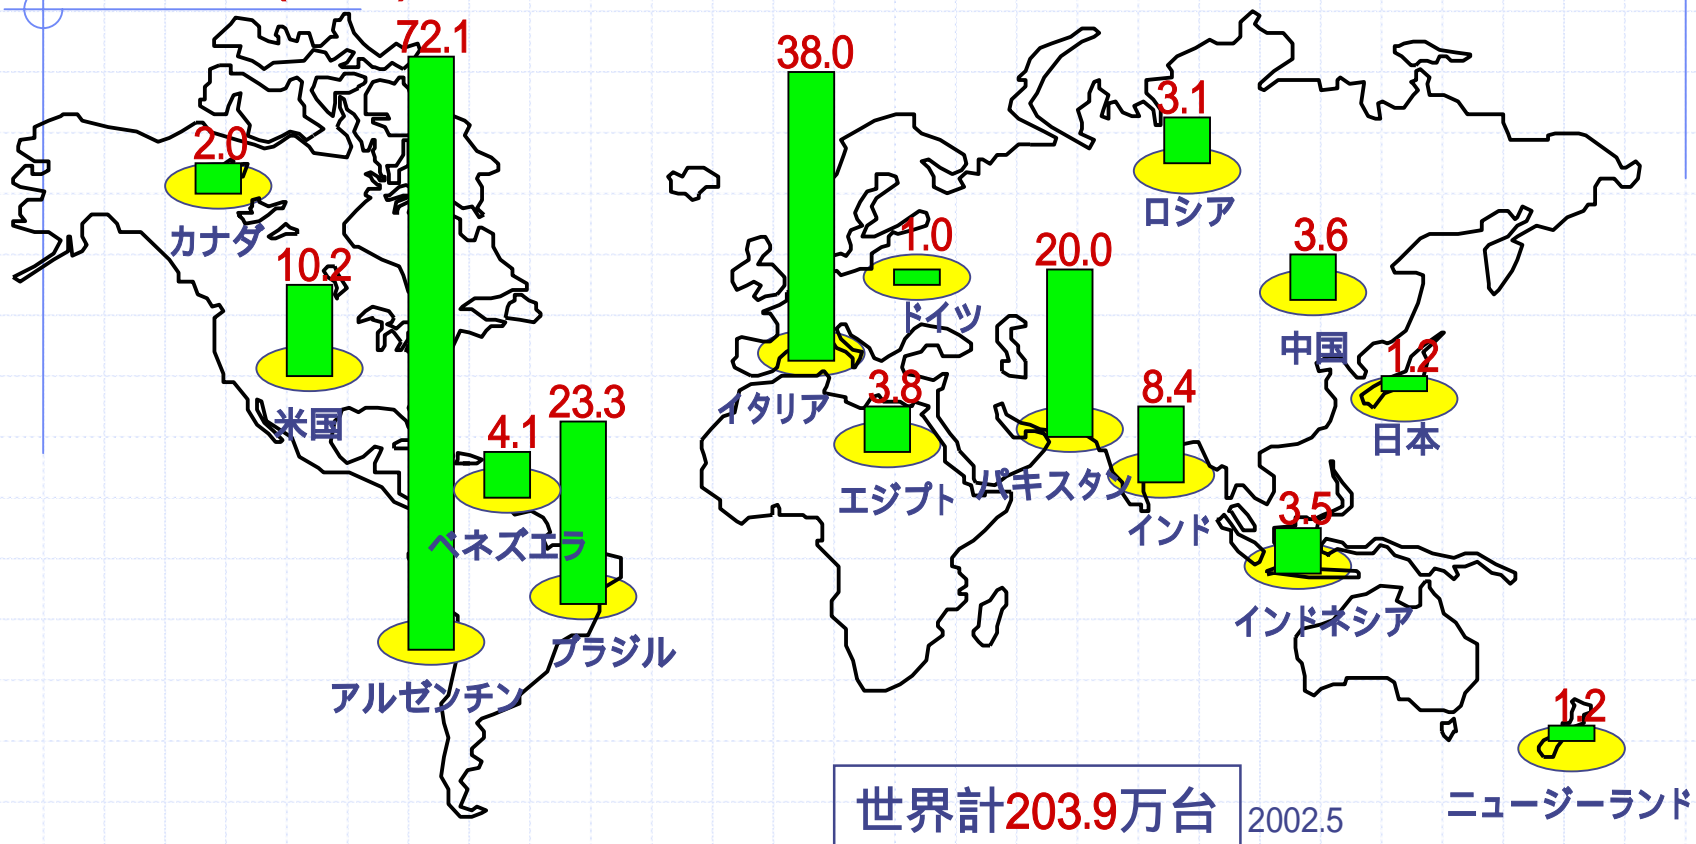 72.1
38.0
3.1
2.0
ロシア
カナダ
1.0
3.6
10.2
20.0
ドイツ
中国
1.2
3.8
8.4
23.3
イタリア
米国
4.1
日本
エジプト
パキスタン
インド
3.5
ベネズエラ
インドネシア
ブラジル
アルゼンチン
1.2
ニュージーランド
世界計203.9万台
2002.5